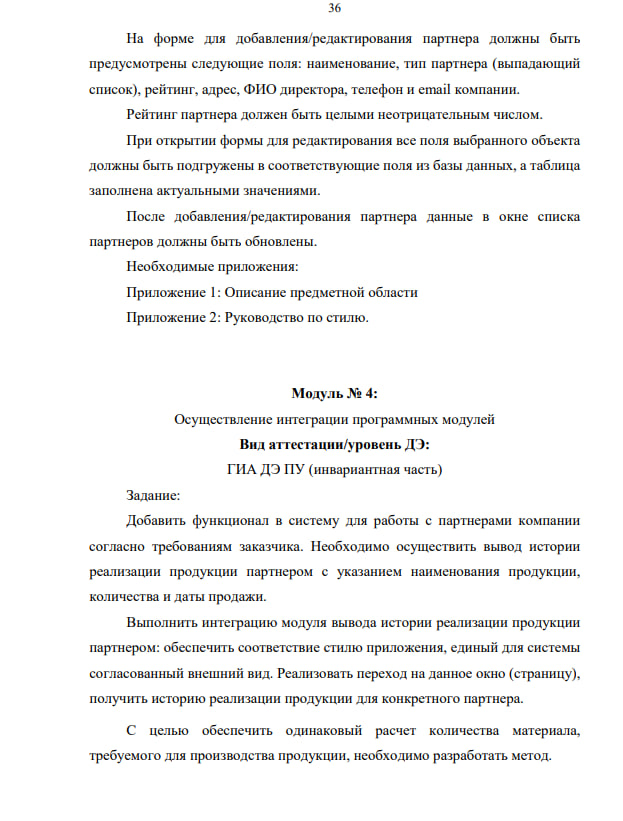 36
На форме для добавления/редактирования партнера должны быть
предусмотрены следующие поля: наименование, тип партнера (выпадающий
список), рейтинг, адрес, ФИО директора, телефон и email компании.
Рейтинг партнера должен быть целыми неотрицательным числом.
При открытии формы для редактирования все поля выбранного объекта
должны быть подгружены в соответствующие поля из базы данных, а таблица
заполнена актуальными значениями.
После добавления/редактирования партнера данные в окне списка
партнеров должны быть обновлены.
Необходимые приложения:
Приложение 1: Описание предметной области
Приложение 2: Руководство по стилю.
Модуль № 4:
Осуществление интеграции программных модулей
Вид аттестации/уровень ДЭ:
ГИА ДЭ ПУ (инвариантная часть)
Задание:
Добавить функционал в систему для работы с партнерами компании
согласно требованиям заказчика. Необходимо осуществить вывод истории
реализации продукции партнером с указанием наименования продукции,
количества и даты продажи.
Выполнить интеграцию модуля вывода истории реализации продукции
партнером: обеспечить соответствие стилю приложения, единый для системы
согласованный внешний вид. Реализовать переход на данное окно (страницу),
получить историю реализации продукции для конкретного партнера.
С целью обеспечить одинаковый расчет количества материала,
требуемого для производства продукции, необходимо разработать метод.